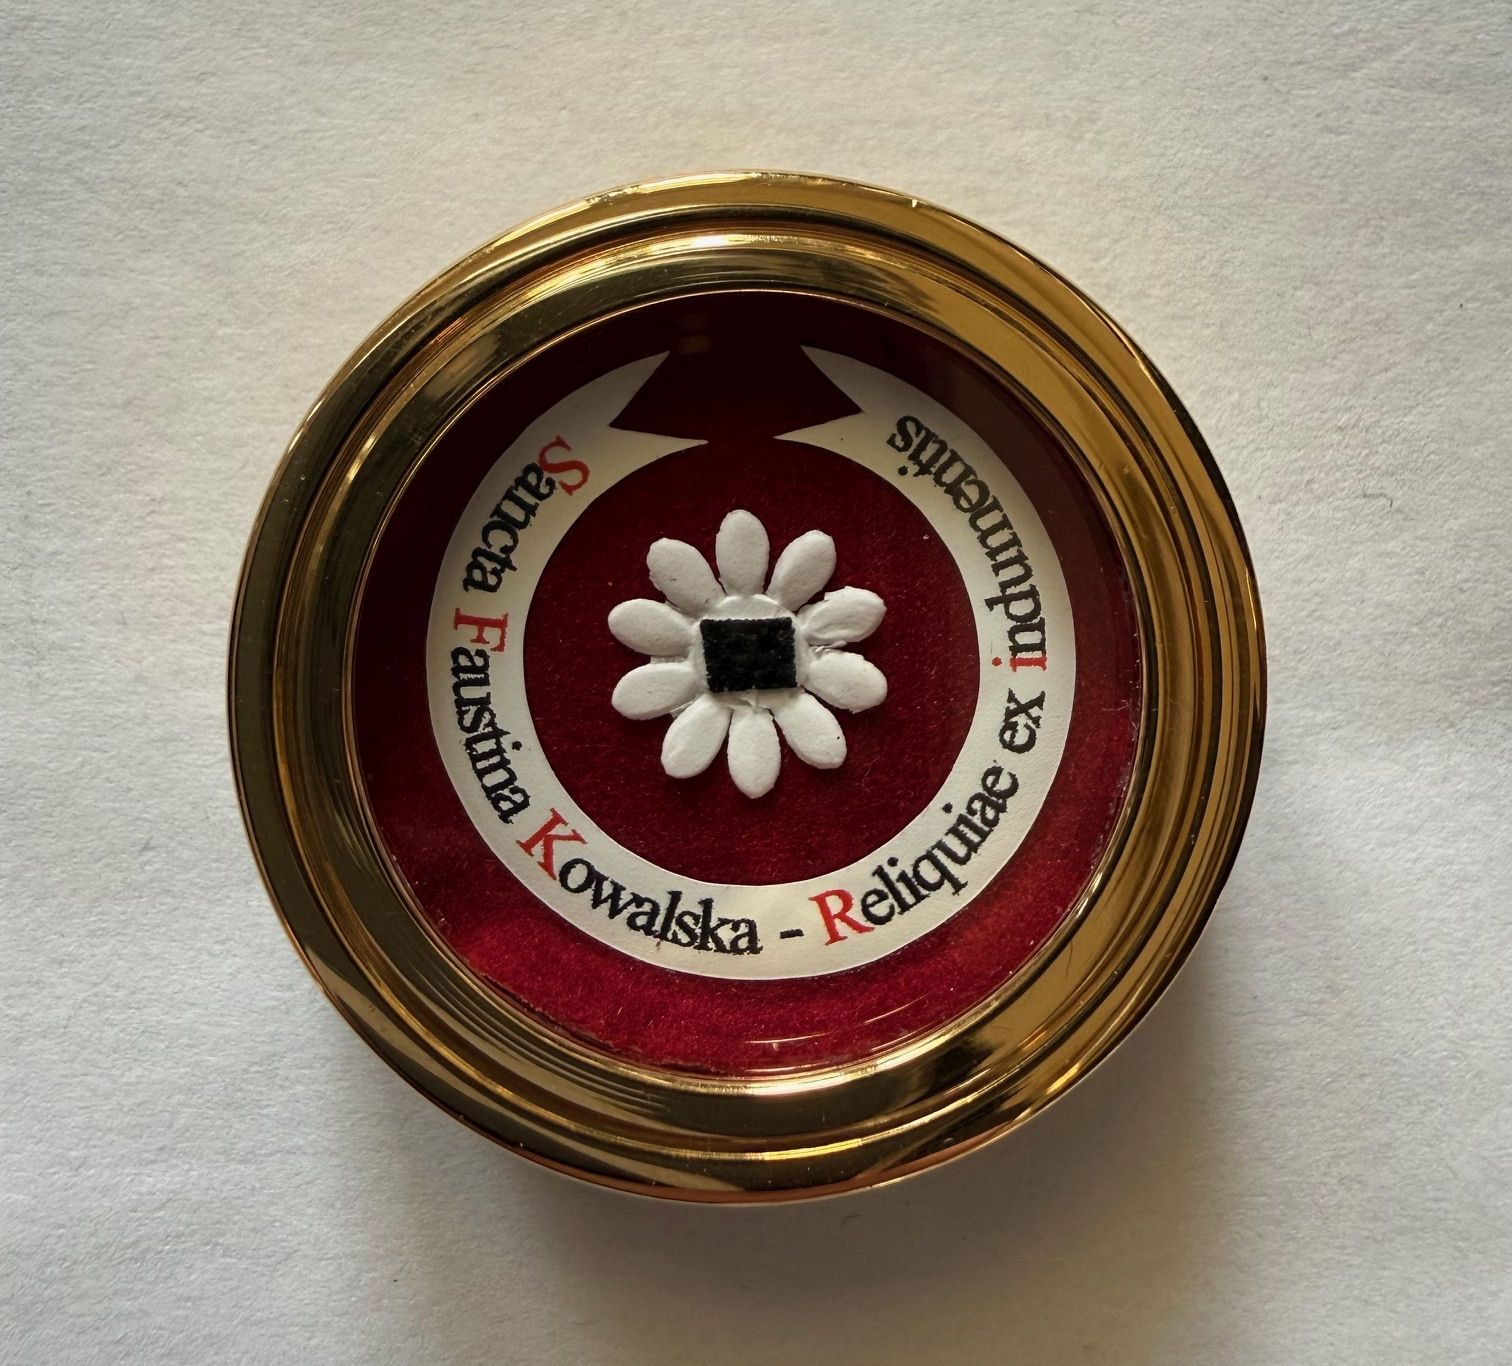 Sancta Faustina Kowalska - Reliquiae ex indumentis